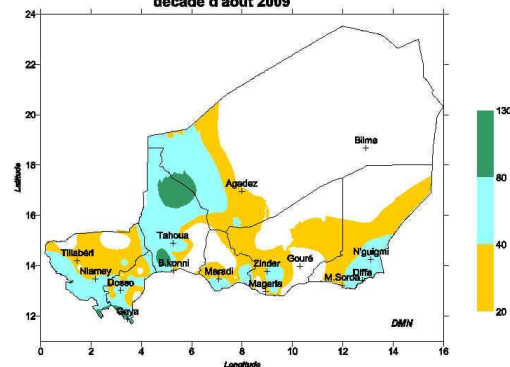 décade d'août 2009
24
22
20
18
16
14
12
Latitude
0
2
4
6
8
10
12
14
16
Longitude
Bilma
Agadez
Tahoua
Tillabéri
B.konni
Niamey
Dosso
Gaya
Maradi
Zinder
Magaria
Gouré
M.Soroa
N'guigmi
Diffa
DMN
130
80
40
20